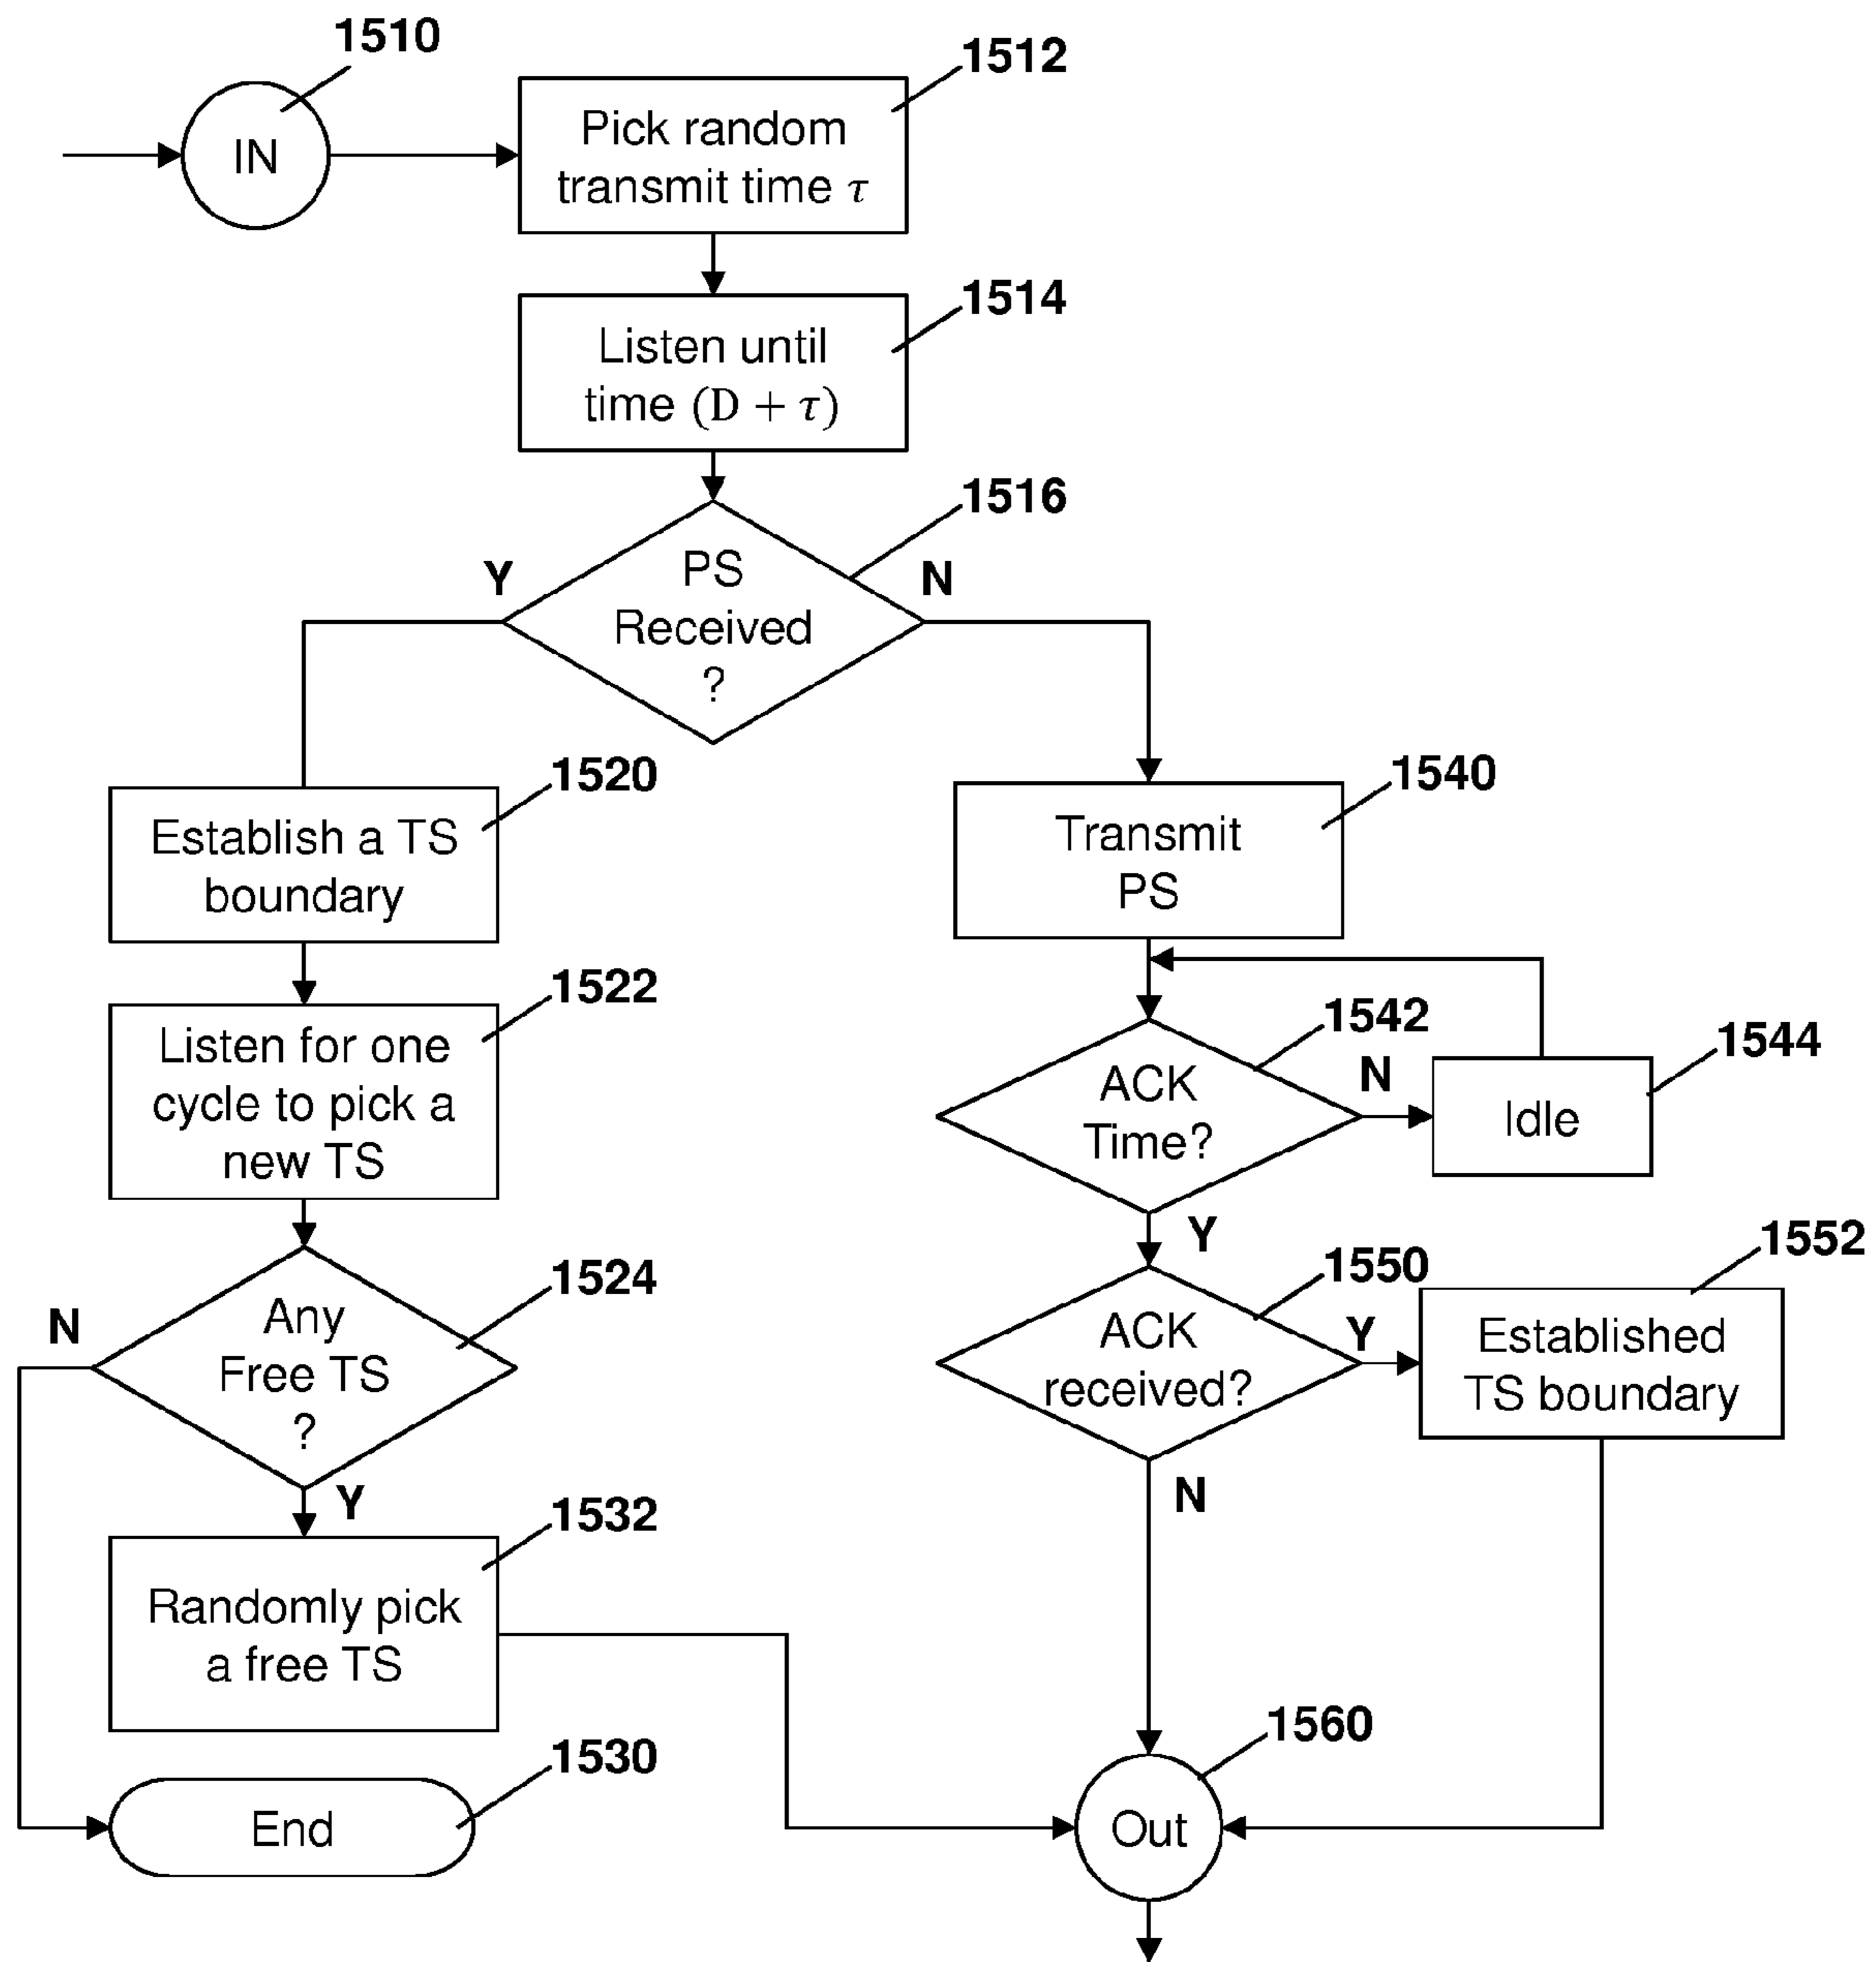 1510
IN
1512
Pick random
transmit time τ
1514
Listen until
time (D + τ)
1516
PS
Received
?
Y
N
1520
Establish a TS
boundary
1540
Transmit
PS
1522
Listen for one
cycle to pick a
new TS
1542
ACK
Time?
N
1544
Idle
Y
1524
Any
Free TS
?
N
Y
1550
ACK
received?
Y
1552
Established
TS boundary
N
1532
Randomly pick
a free TS
1530
End
1560
Out